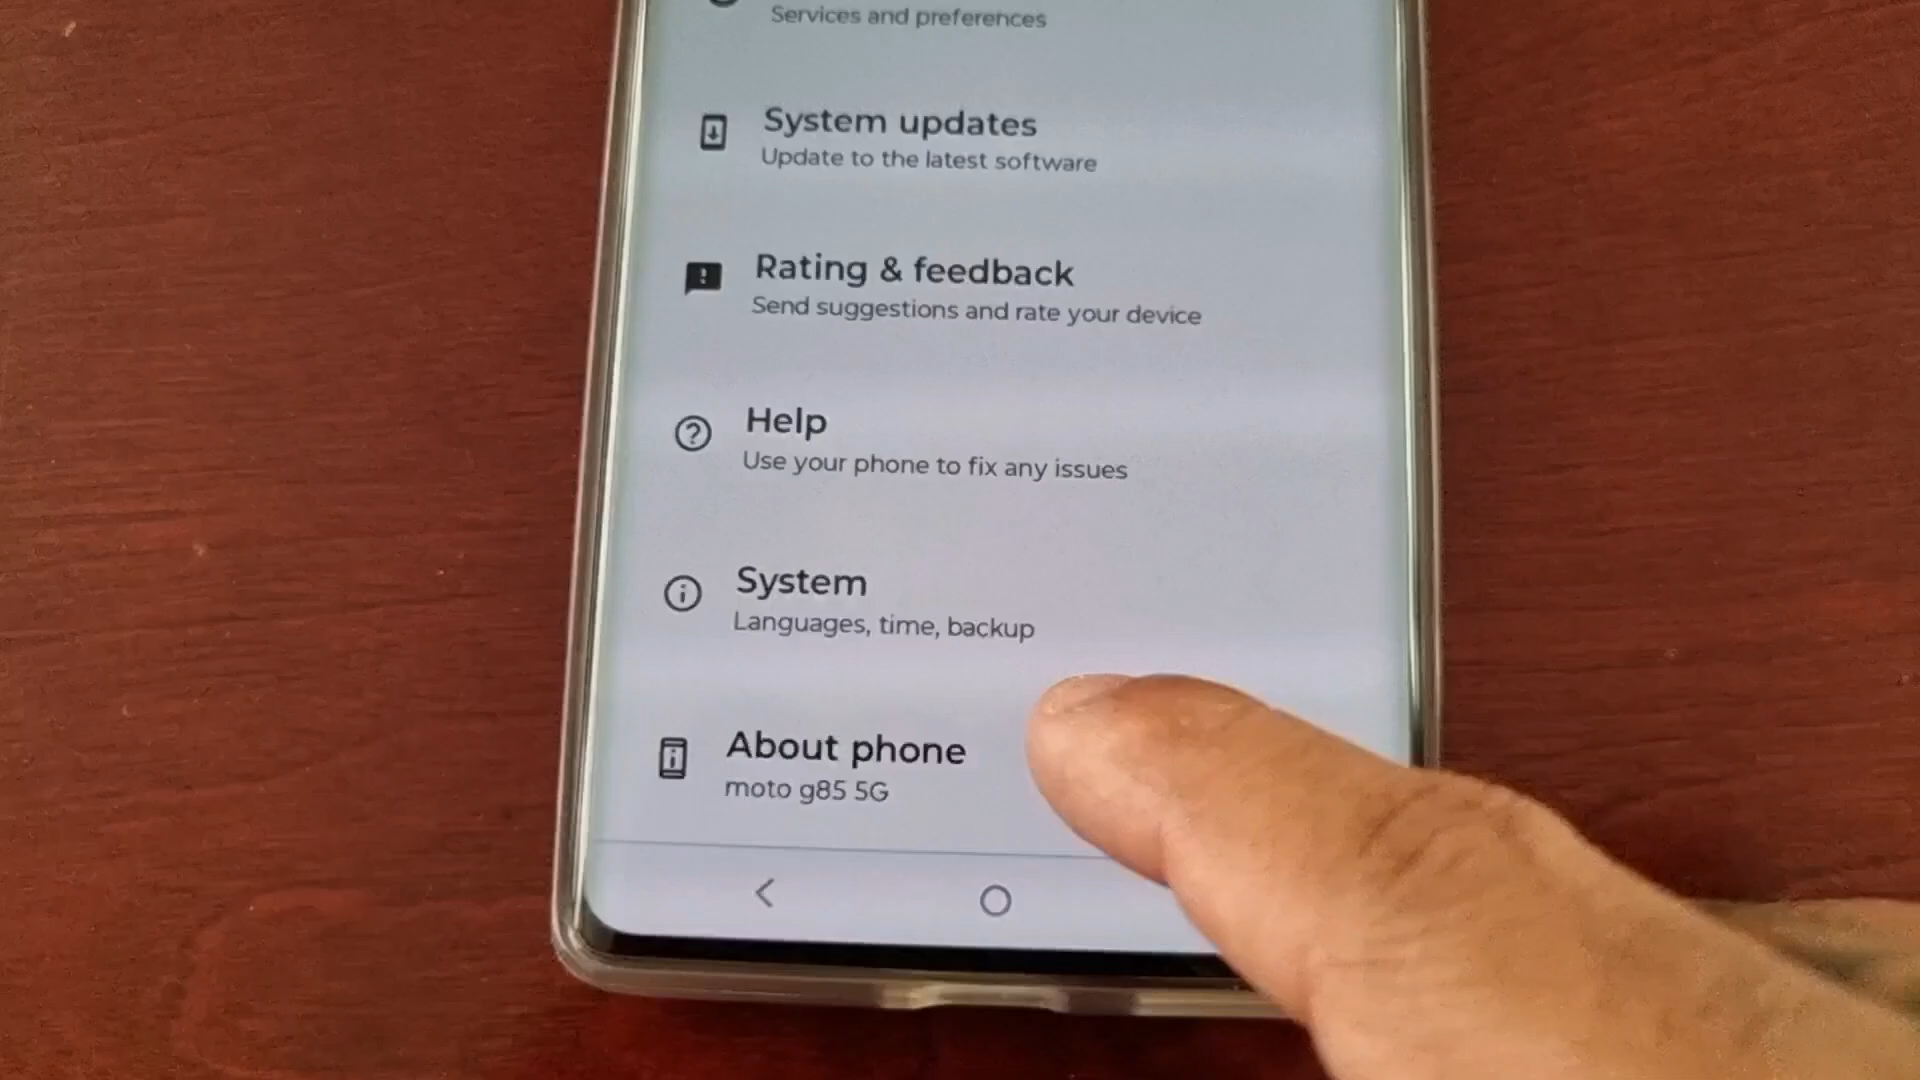 Services and preferences
System updates
Update to the latest software
Rating & feedback
Send suggestions and rate your device
Help
Use your phone to fix any issues
System
Languages, time, backup
About phone
moto g85 5G